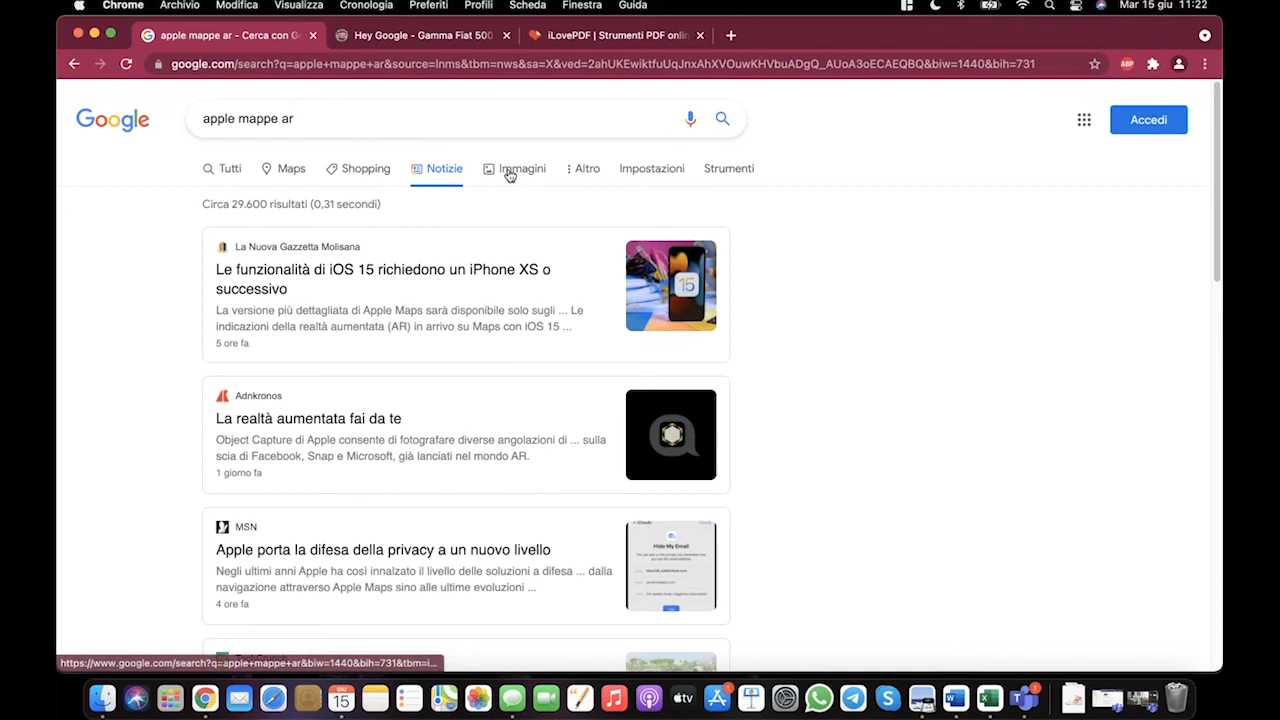 Chrome Archivio Modifica Visualizza Cronologia Preferiti Profili Scheda Finestra Guida Mar 15 giu 11:22
apple mappe ar - Cerca con Go Hey Google - Gamma Fiat 500 iLovePDF | Strumenti PDF onlin
google.com/search?q=apple+mappe+ar&source=lnms&tbm=nws&sa=X&ved=2ahUKEwiktfuUqJnxAhXVOuwKHVbuADgQ_AUoA3oECAEQBQ&biw=1440&bih=731 ABP
Google apple mappe ar Accedi
Tutti Maps Shopping Notizie Immagini Altro Impostazioni Strumenti
Circa 29.600 risultati (0,31 secondi)
La Nuova Gazzetta Molisana
Le funzionalità di iOS 15 richiedono un iPhone XS o
successivo
La versione più dettagliata di Apple Maps sarà disponibile solo sugli ... Le
indicazioni della realtà aumentata (AR) in arrivo su Maps con iOS 15 ...
5 ore fa
15
Adnkronos
La realtà aumentata fai da te
Object Capture di Apple consente di fotografare diverse angolazioni di ... sulla
scia di Facebook, Snap e Microsoft, già lanciati nel mondo AR.
1 giorno fa
MSN
Apple porta la difesa della privacy a un nuovo livello
Negli ultimi anni Apple ha così innalzato il livello delle soluzioni a difesa ... dalla
navigazione attraverso Apple Maps sino alle ultime evoluzioni ...
4 ore fa
Hide My Email
https://www.google.com/search?q=apple+mappe+ar&biw=1440&bih=731&tbm=i...
GIU
15
tv
1
1